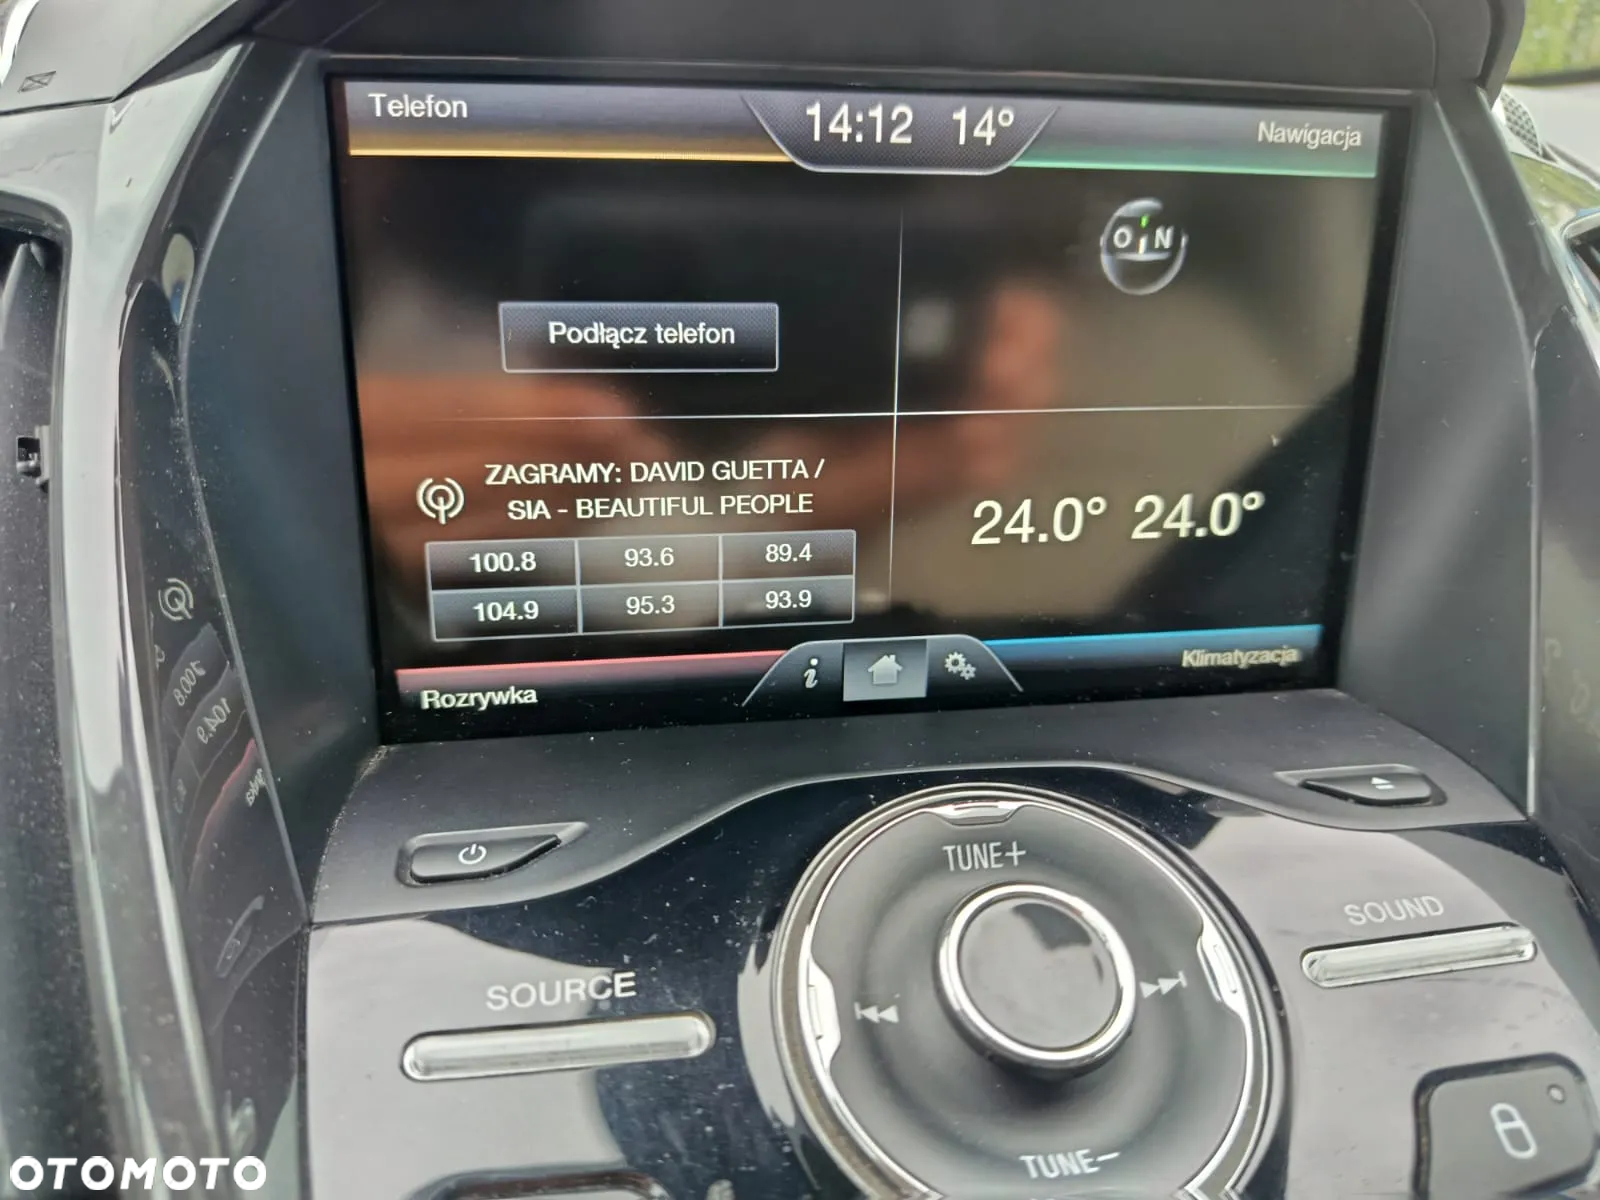 Telefon
14:12 14°
Nawigacja
Podłącz telefon
ZAGRAMY: DAVID GUETTA /
SIA - BEAUTIFUL PEOPLE
100.8 93.6 89.4
104.9 95.3 93.9
24.0° 24.0°
Rozrywka
i
Klimatyzacja
TUNE+
SOURCE
SOUND
TUNE-
OTOMOTO